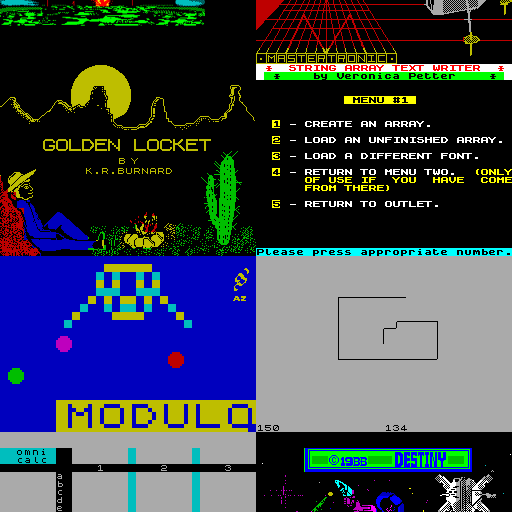 MASTERTRONIC
* STRING ARRAY TEXT WRITER *
* by Veronica Petter *
GOLDEN LOCKET
BY
K.R.BURNARD
MENU #1
1 - CREATE AN ARRAY.
2 - LOAD AN UNFINISHED ARRAY.
3 - LOAD A DIFFERENT FONT.
4 - RETURN TO MENU TWO. (ONLY
OF USE IF YOU HAVE COME
FROM THERE)
5 - RETURN TO OUTLET.
Please press appropriate number.
AZ
MODULO
150 134
omni
calc
1 2 3
a
b
c
d
e
© 1983 DESTINY